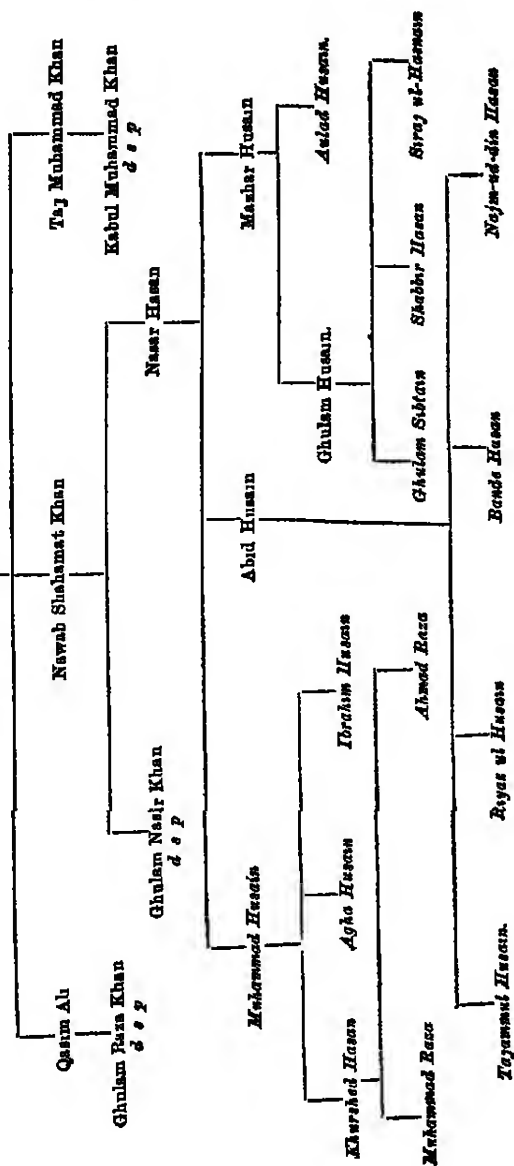 Qasim Ali
Nawab Shahamat Khan
Taj Muhammad Khan
Ghulam Raza Khan
d s p
Kabul Muhammad Khan
d s p
Ghulam Nasir Khan
d s p
Nasar Hasan
Muhammad Husain
Abid Husain
Mazhar Husain
Khurshed Hasan
Agha Husain
Ibrahim Husain
Ghulam Husain.
Aulad Husain.
Muhammad Raza
Ahmad Raza
Ghulam Sibtain
Shabbir Hasan
Siraj ul-Hasnain
Tajammul Husain.
Riyaz ul Husain
Bande Hasan
Najm-ud-din Hasan